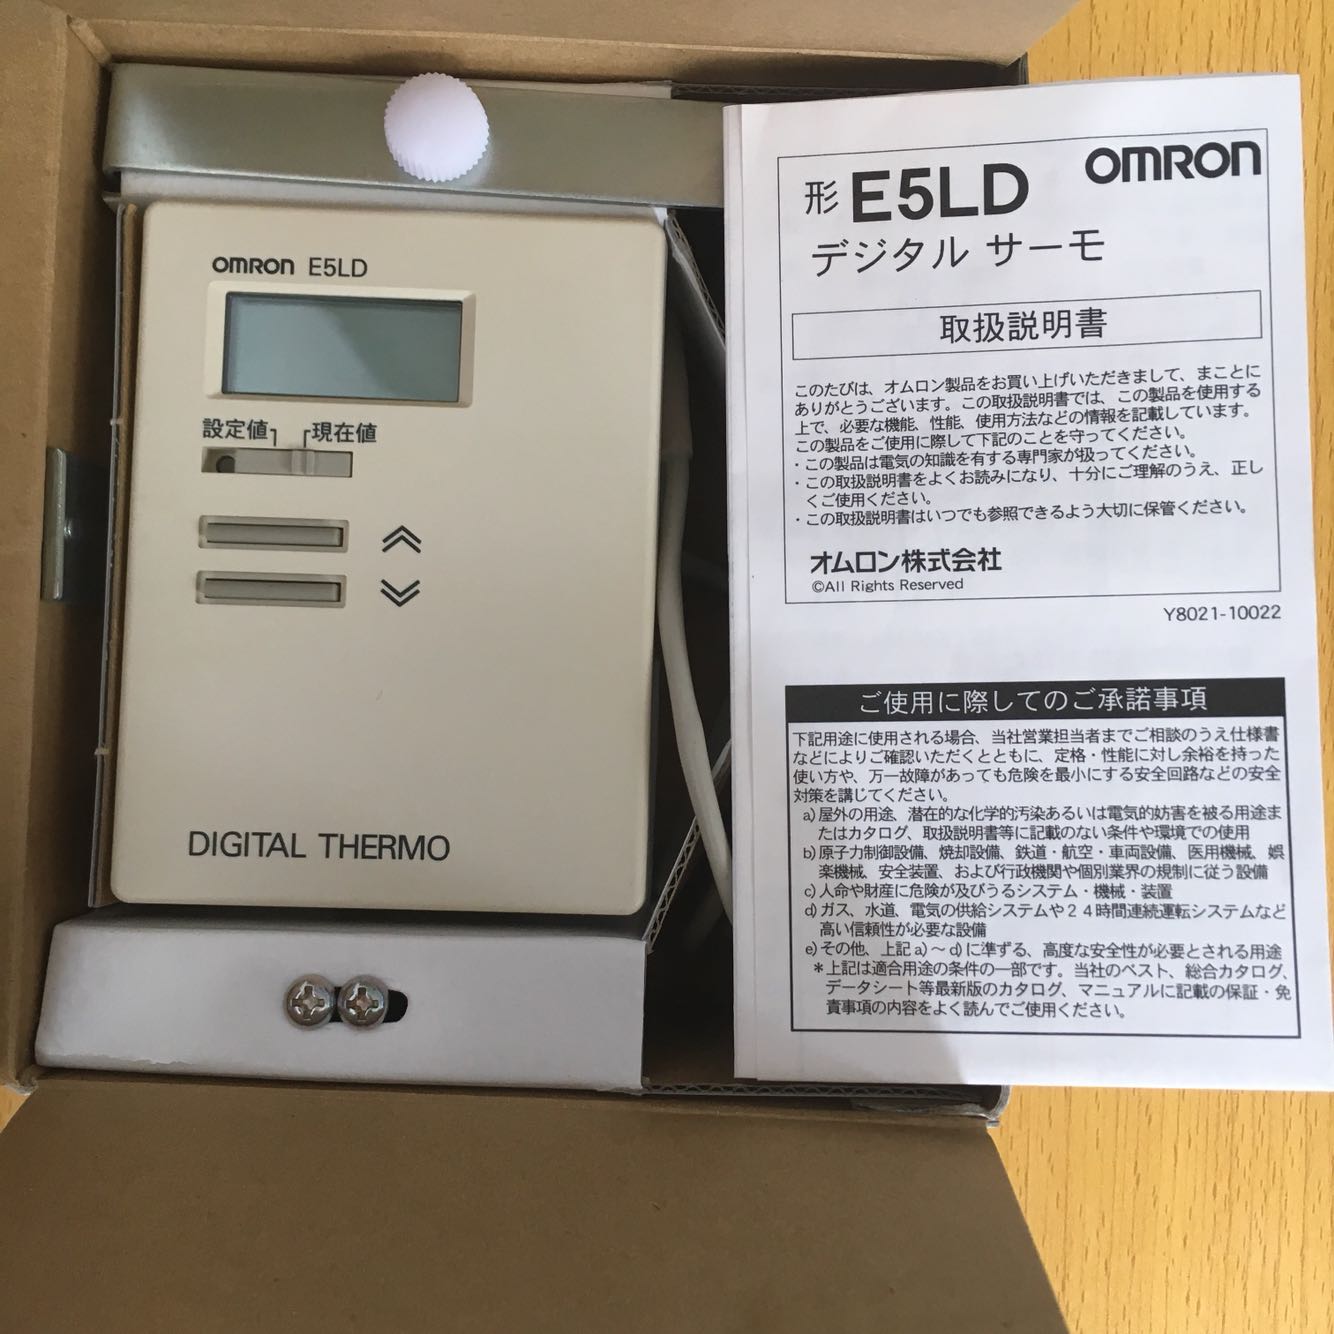 OMRON E5LD
設定値 現在値
DIGITAL THERMO
形 E5LD OMRON
デジタル サーモ
取扱説明書
このたびは、オムロン製品をお買い上げいただきまして、まことに
ありがとうございます。この取扱説明書では、この製品を使用する
上で、必要な機能、性能、使用方法などの情報を記載しています。
この製品をご使用に際して下記のことを守ってください。
・この製品は電気の知識を有する専門家が扱ってください。
・この取扱説明書をよくお読みになり、十分にご理解のうえ、正し
くご使用ください。
・この取扱説明書はいつでも参照できるよう大切に保管ください。
オムロン株式会社
©All Rights Reserved
Y8021-10022
ご使用に際してのご承諾事項
下記用途に使用される場合、当社営業担当者までご相談のうえ仕様書
などによりご確認いただくとともに、定格・性能に対し余裕を持った
使い方や、万一故障があっても危険を最小にする安全回路などの安全
対策を講じてください。
a)屋外の用途、潜在的な化学的汚染あるいは電気的妨害を被る用途ま
たはカタログ、取扱説明書等に記載のない条件や環境での使用
b)原子力制御設備、焼却設備、鉄道・航空・車両設備、医用機械、娯
楽機械、安全装置、および行政機関や個別業界の規制に従う設備
c)人命や財産に危険が及びうるシステム・機械・装置
d)ガス、水道、電気の供給システムや24時間連続運転システムなど
高い信頼性が必要な設備
e)その他、上記a)～d)に準ずる、高度な安全性が必要とされる用途
＊上記は適合用途の条件の一部です。当社のベスト、総合カタログ、
データシート等最新版のカタログ、マニュアルに記載の保証・免
責事項の内容をよく読んでご使用ください。